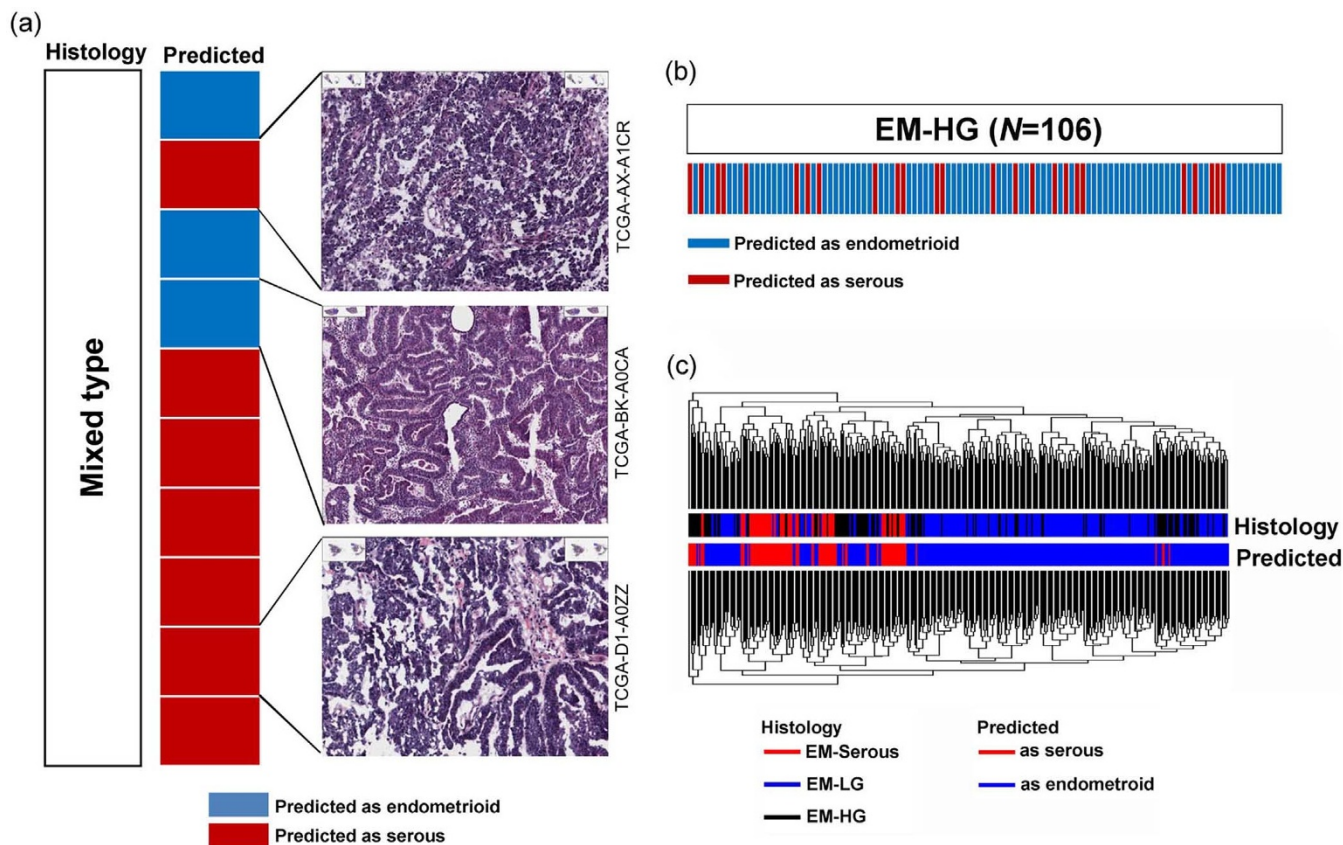 (a)
Histology
Predicted
Mixed type
TCGA-AX-A1CR
TCGA-BK-A0CA
TCGA-D1-A0ZZ
Predicted as endometrioid
Predicted as serous
(b)
EM-HG (N=106)
Predicted as endometrioid
Predicted as serous
(c)
Histology
Predicted
Histology
EM-Serous
EM-LG
EM-HG
Predicted
as serous
as endometroid